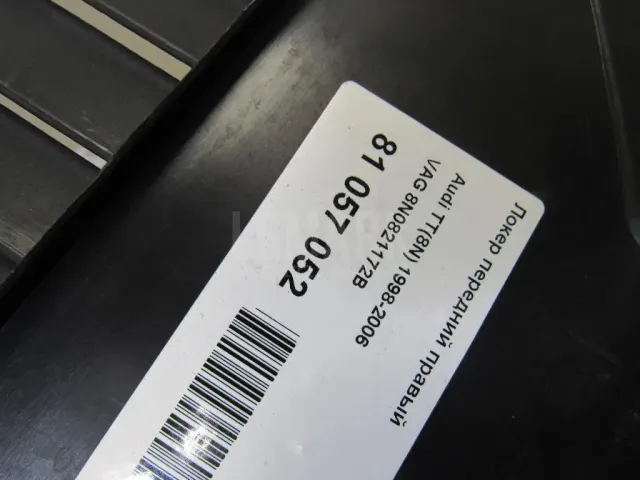 Локер передний правый
Audi TT(8N) 1998-2006
VAG 8N0821172B
81 057 052